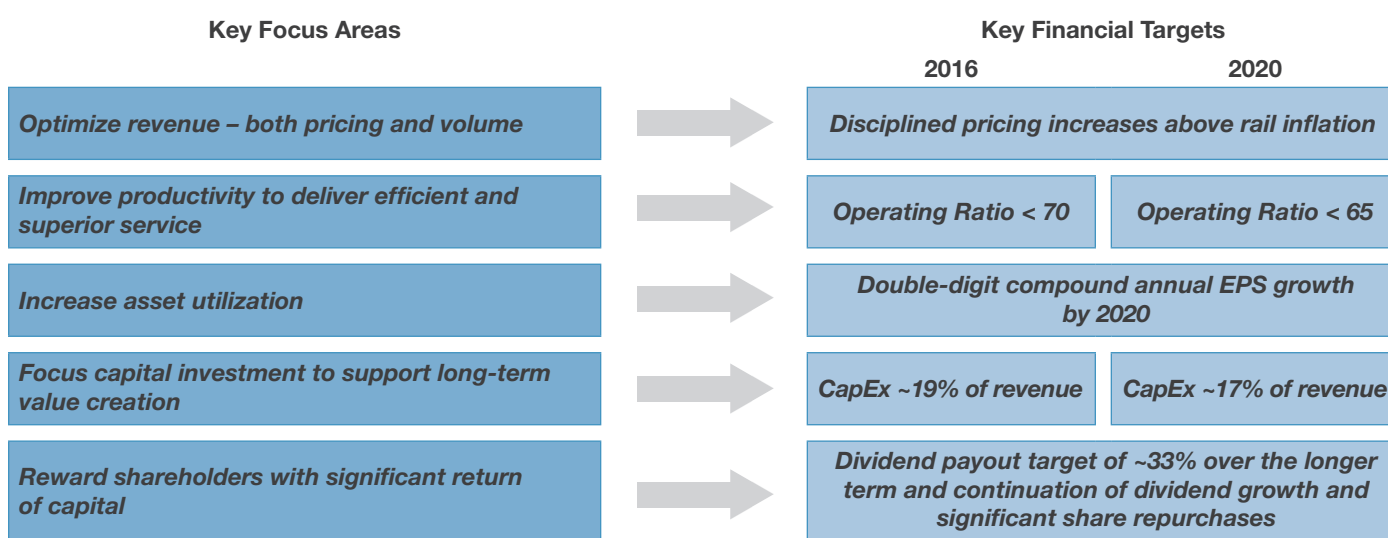 Key Focus Areas
Key Financial Targets
2016 2020
Optimize revenue – both pricing and volume
Disciplined pricing increases above rail inflation
Improve productivity to deliver efficient and
superior service
Operating Ratio < 70
Operating Ratio < 65
Increase asset utilization
Double-digit compound annual EPS growth
by 2020
Focus capital investment to support long-term
value creation
CapEx ~19% of revenue
CapEx ~17% of revenue
Reward shareholders with significant return
of capital
Dividend payout target of ~33% over the longer
term and continuation of dividend growth and
significant share repurchases